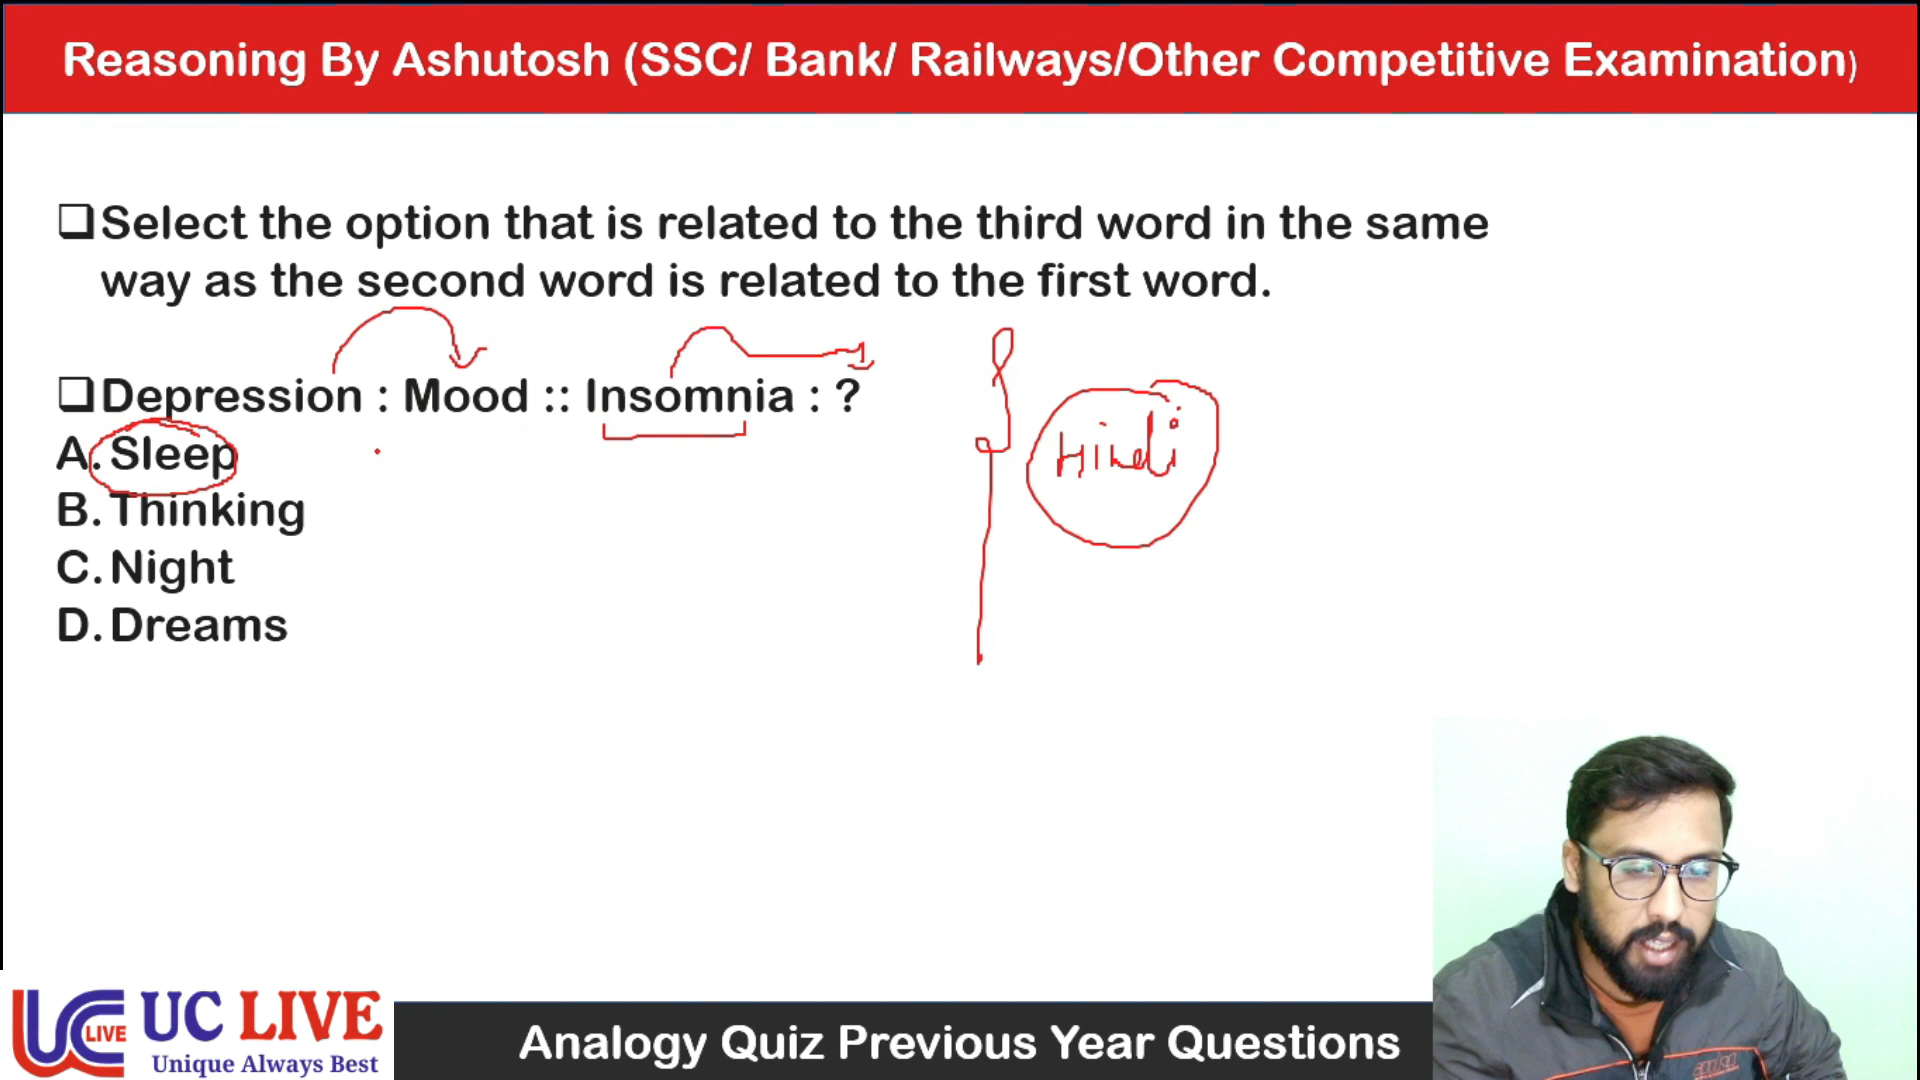 Reasoning By Ashutosh (SSC/ Bank/ Railways/Other Competitive Examination)
❑Select the option that is related to the third word in the same
way as the second word is related to the first word.
❑Depression : Mood :: Insomnia : ?
A. Sleep
B. Thinking
C. Night
D. Dreams
Hindi
UC LIVE
UC LIVE
Unique Always Best
Analogy Quiz Previous Year Questions